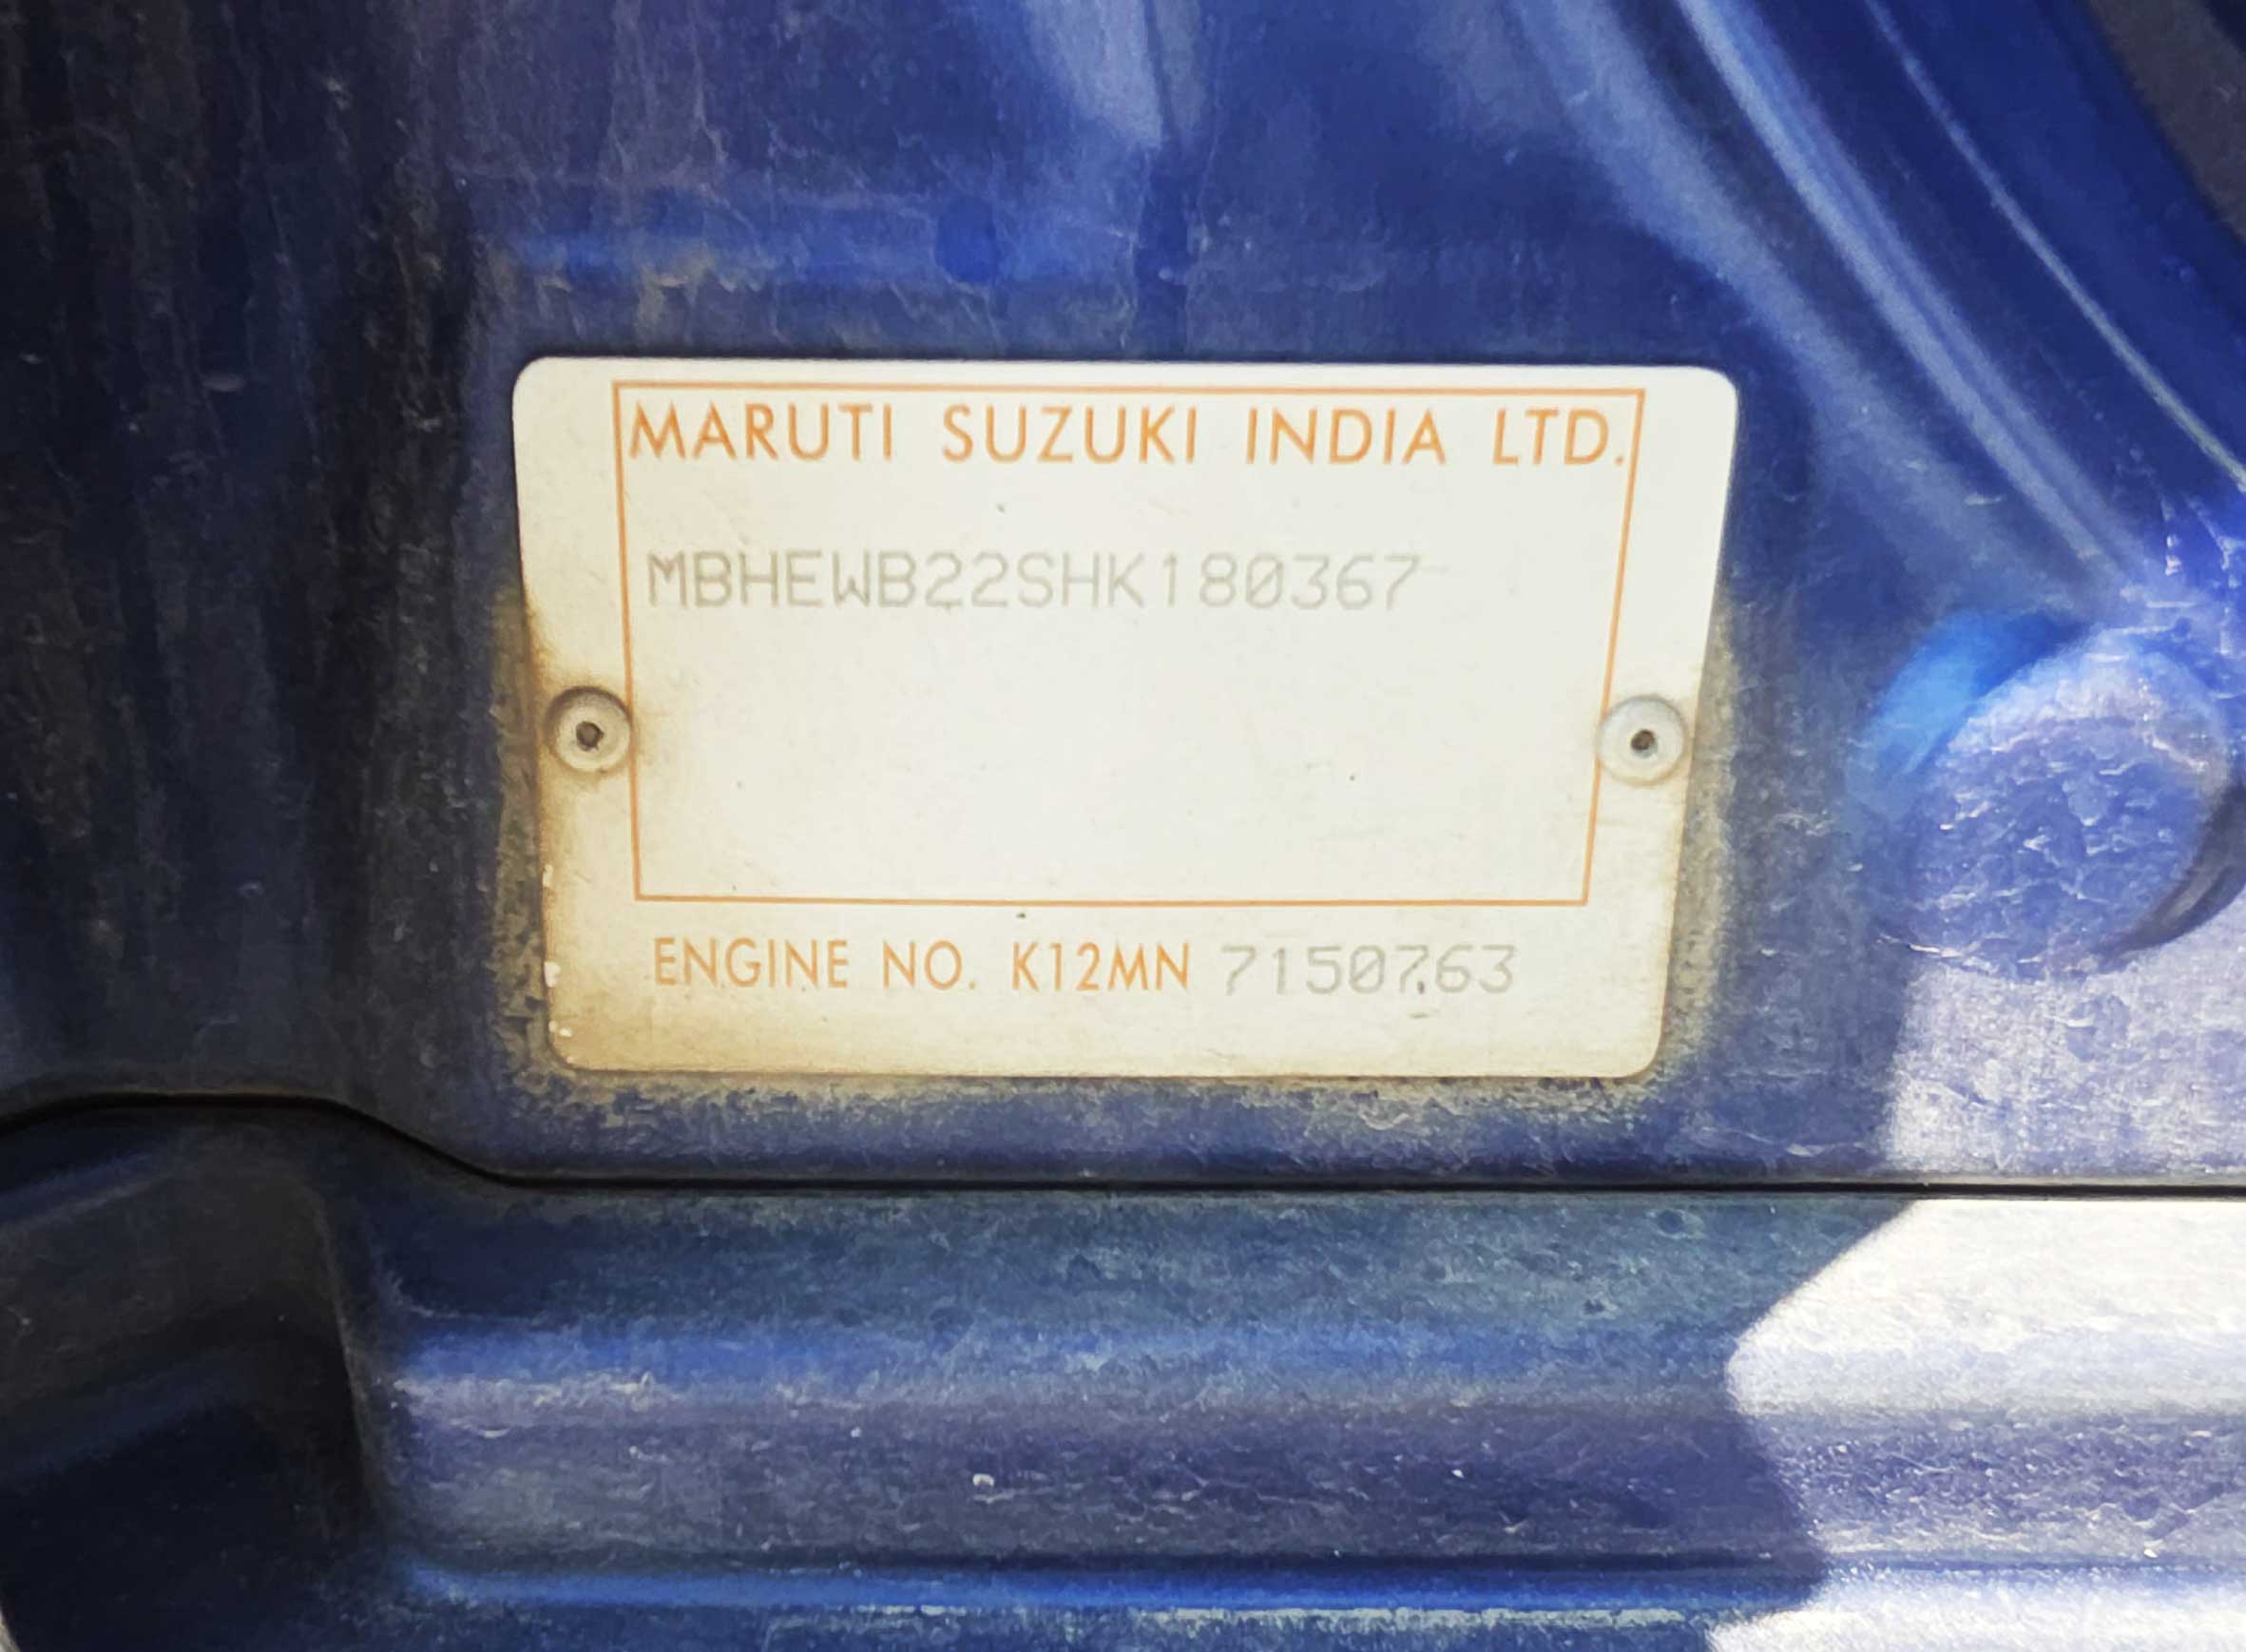 MARUTI SUZUKI INDIA LTD.
MBHEWB22SHK180367
ENGINE NO. K12MN 7150763